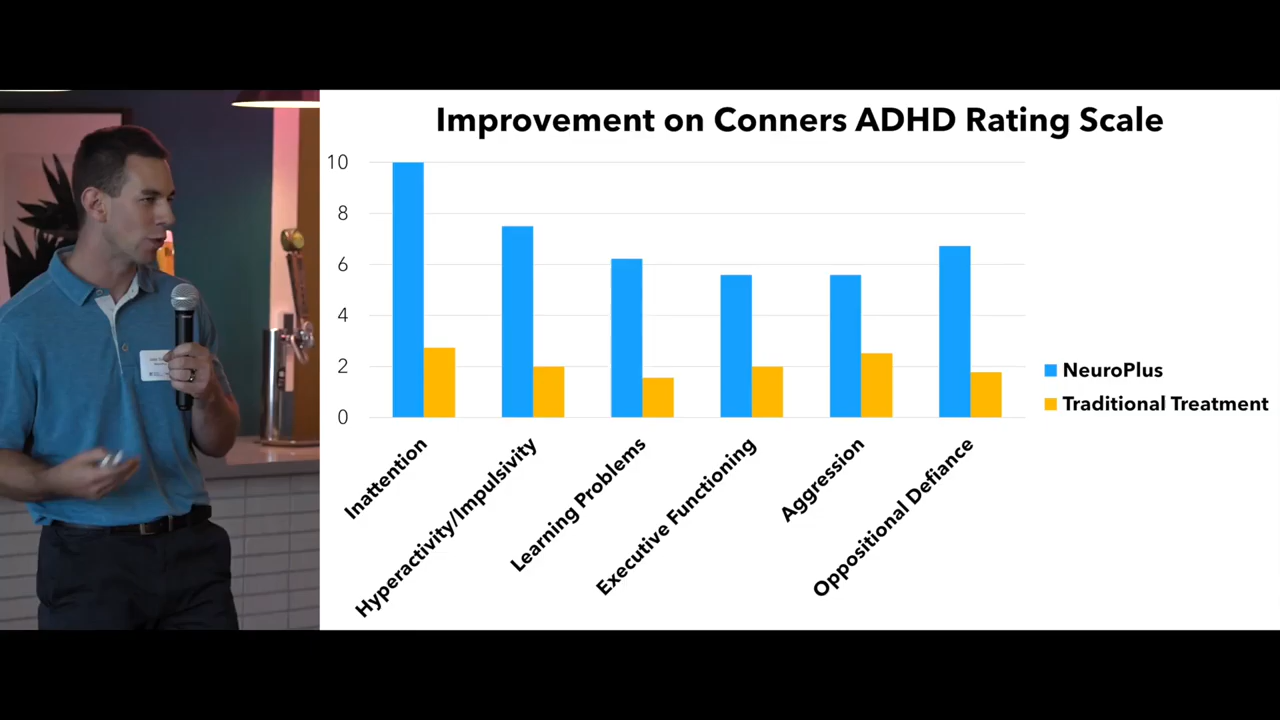 Improvement on Conners ADHD Rating Scale
10
8
6
4
2
0
Inattention
Hyperactivity/Impulsivity
Learning Problems
Executive Functioning
Aggression
Oppositional Defiance
NeuroPlus
Traditional Treatment